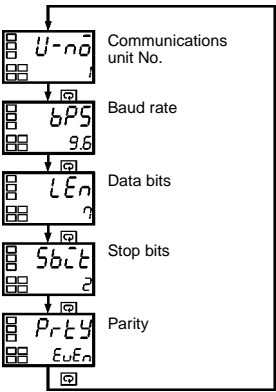 U-no
Communications
unit No.
1
bPS
Baud rate
9.6
LEn
Data bits
7
Sbit
Stop bits
2
PrtY
Parity
EvEn